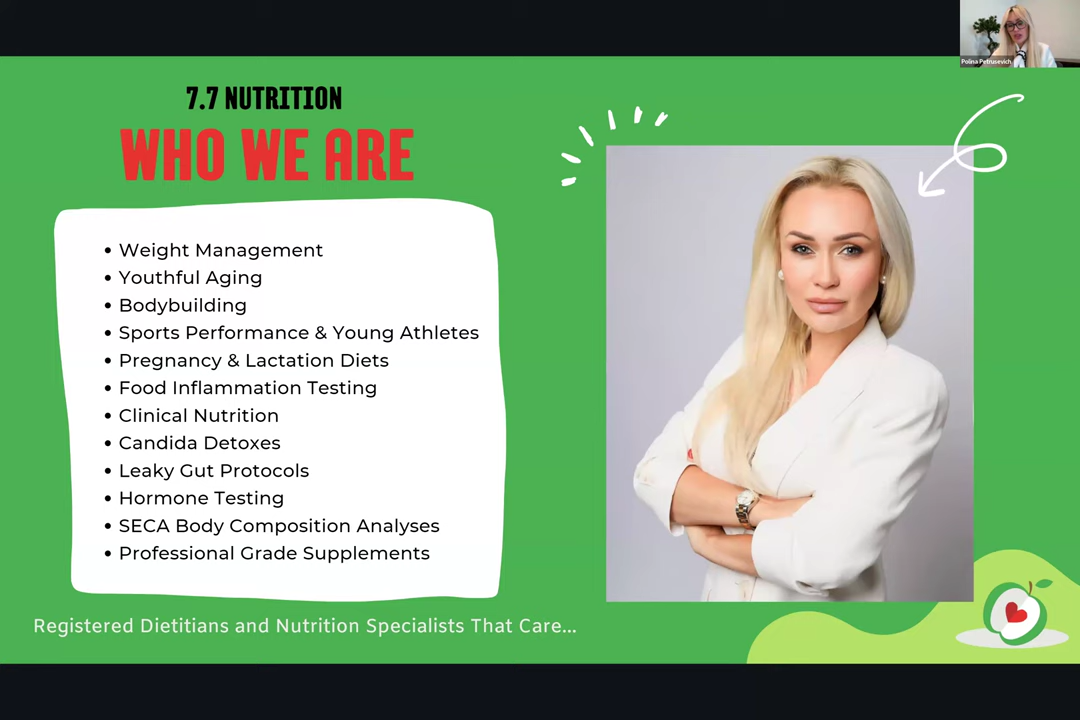 Polina Petrusevich
7.7 NUTRITION
WHO WE ARE
• Weight Management
• Youthful Aging
• Bodybuilding
• Sports Performance & Young Athletes
• Pregnancy & Lactation Diets
• Food Inflammation Testing
• Clinical Nutrition
• Candida Detoxes
• Leaky Gut Protocols
• Hormone Testing
• SECA Body Composition Analyses
• Professional Grade Supplements
Registered Dietitians and Nutrition Specialists That Care...